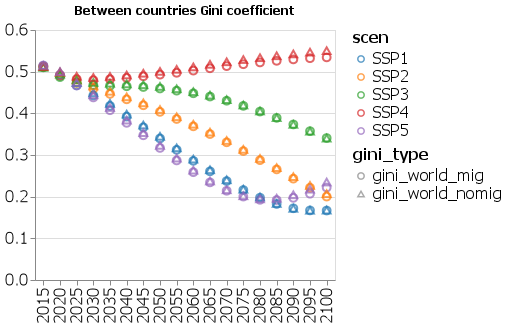 Between countries Gini coefficient
0.6
0.5
0.4
0.3
0.2
0.1
0.0
2015
2020
2025
2030
2035
2040
2045
2050
2055
2060
2065
2070
2075
2080
2085
2090
2095
2100
scen
SSP1
SSP2
SSP3
SSP4
SSP5
gini_type
gini_world_mig
gini_world_nomig